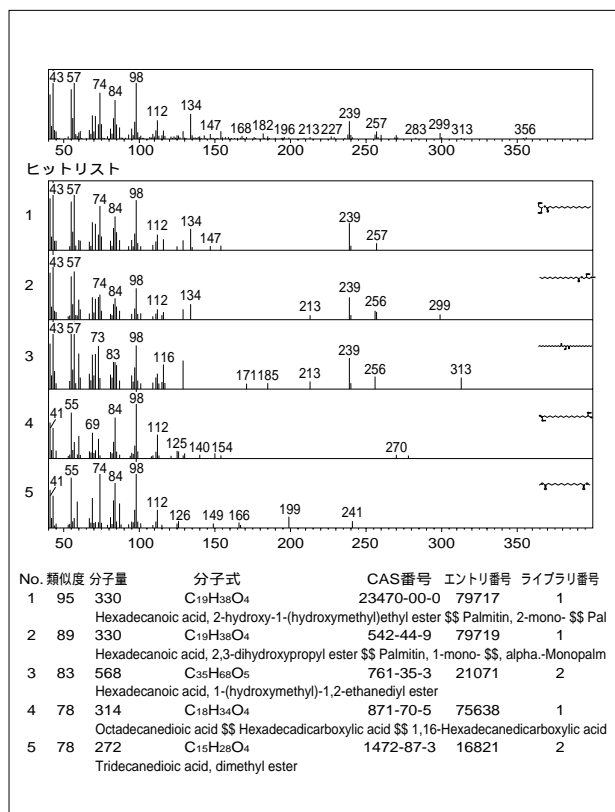 43 57 74 84 98 112 134 147 168 182 196 213 227 239 257 283 299 313 356
50 100 150 200 250 300 350
ヒットリスト
1 43 57 74 84 98 112 134 147 239 257
2 43 57 74 84 98 112 134 213 239 256 299
3 43 57 73 83 98 116 171 185 213 239 256 313
4 41 55 69 84 98 112 125 140 154 270
5 41 55 74 84 98 112 126 149 166 199 241
50 100 150 200 250 300 350
No. 類似度 分子量 分子式 CAS番号 エントリ番号 ライブラリ番号
1 95 330 C19H38O4 23470-00-0 79717 1
Hexadecanoic acid, 2-hydroxy-1-(hydroxymethyl)ethyl ester $$ Palmitin, 2-mono- $$ Pal
2 89 330 C19H38O4 542-44-9 79719 1
Hexadecanoic acid, 2,3-dihydroxypropyl ester $$ Palmitin, 1-mono- $$, alpha.-Monopalm
3 83 568 C35H68O5 761-35-3 21071 2
Hexadecanoic acid, 1-(hydroxymethyl)-1,2-ethanediyl ester
4 78 314 C18H34O4 871-70-5 75638 1
Octadecanedioic acid $$ Hexadecadicarboxylic acid $$ 1,16-Hexadecanedicarboxylic acid
5 78 272 C15H28O4 1472-87-3 16821 2
Tridecanedioic acid, dimethyl ester